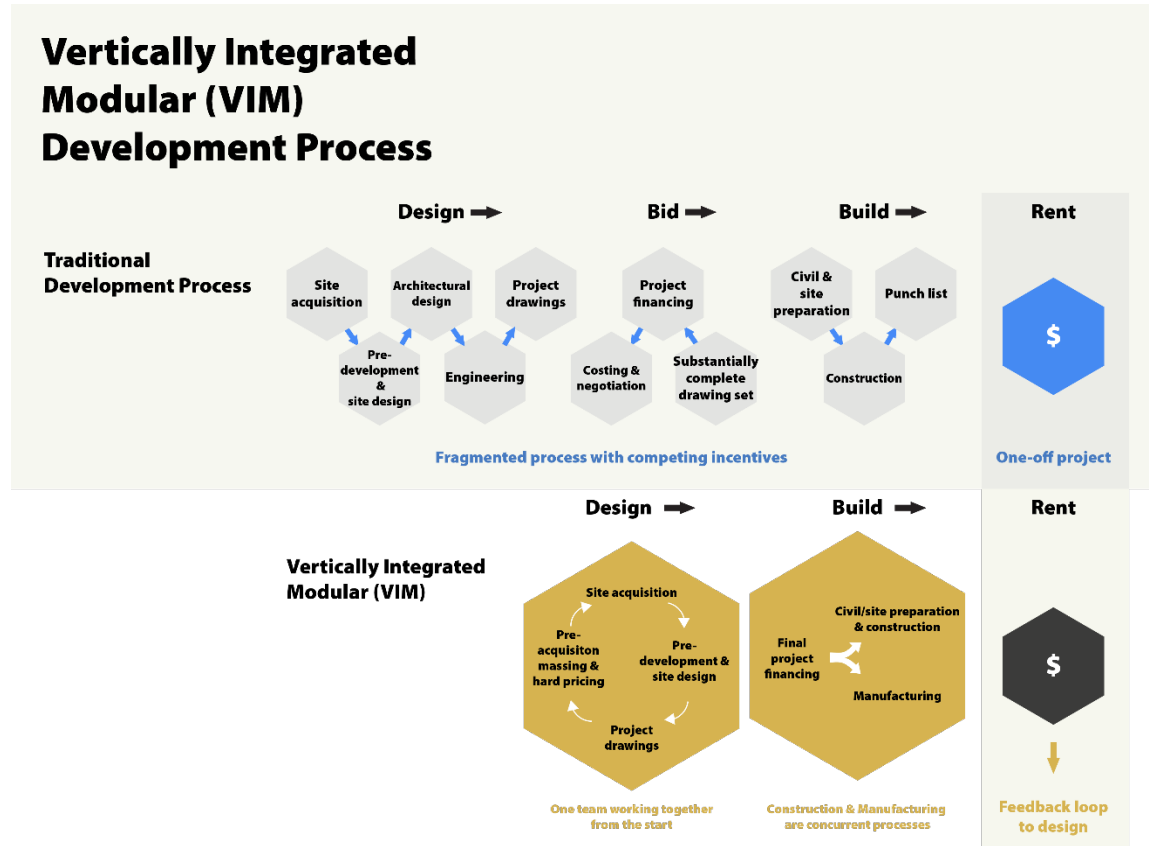 Vertically Integrated
Modular (VIM)
Development Process
Design
Bid
Build
Rent
Traditional
Development Process
Site
acquisition
Pre-
development
&
site design
Architectural
design
Engineering
Project
drawings
Project
financing
Costing &
negotiation
Substantially
complete
drawing set
Civil &
site
preparation
Construction
Punch list
$
Fragmented process with competing incentives
One-off project
Design
Build
Rent
Vertically Integrated
Modular (VIM)
Site acquisition
Pre-
development &
site design
Project
drawings
Pre-
acquisiton
massing &
hard pricing
Final
project
financing
Civil/site preparation
& construction
Manufacturing
$
One team working together
from the start
Construction & Manufacturing
are concurrent processes
Feedback loop
to design